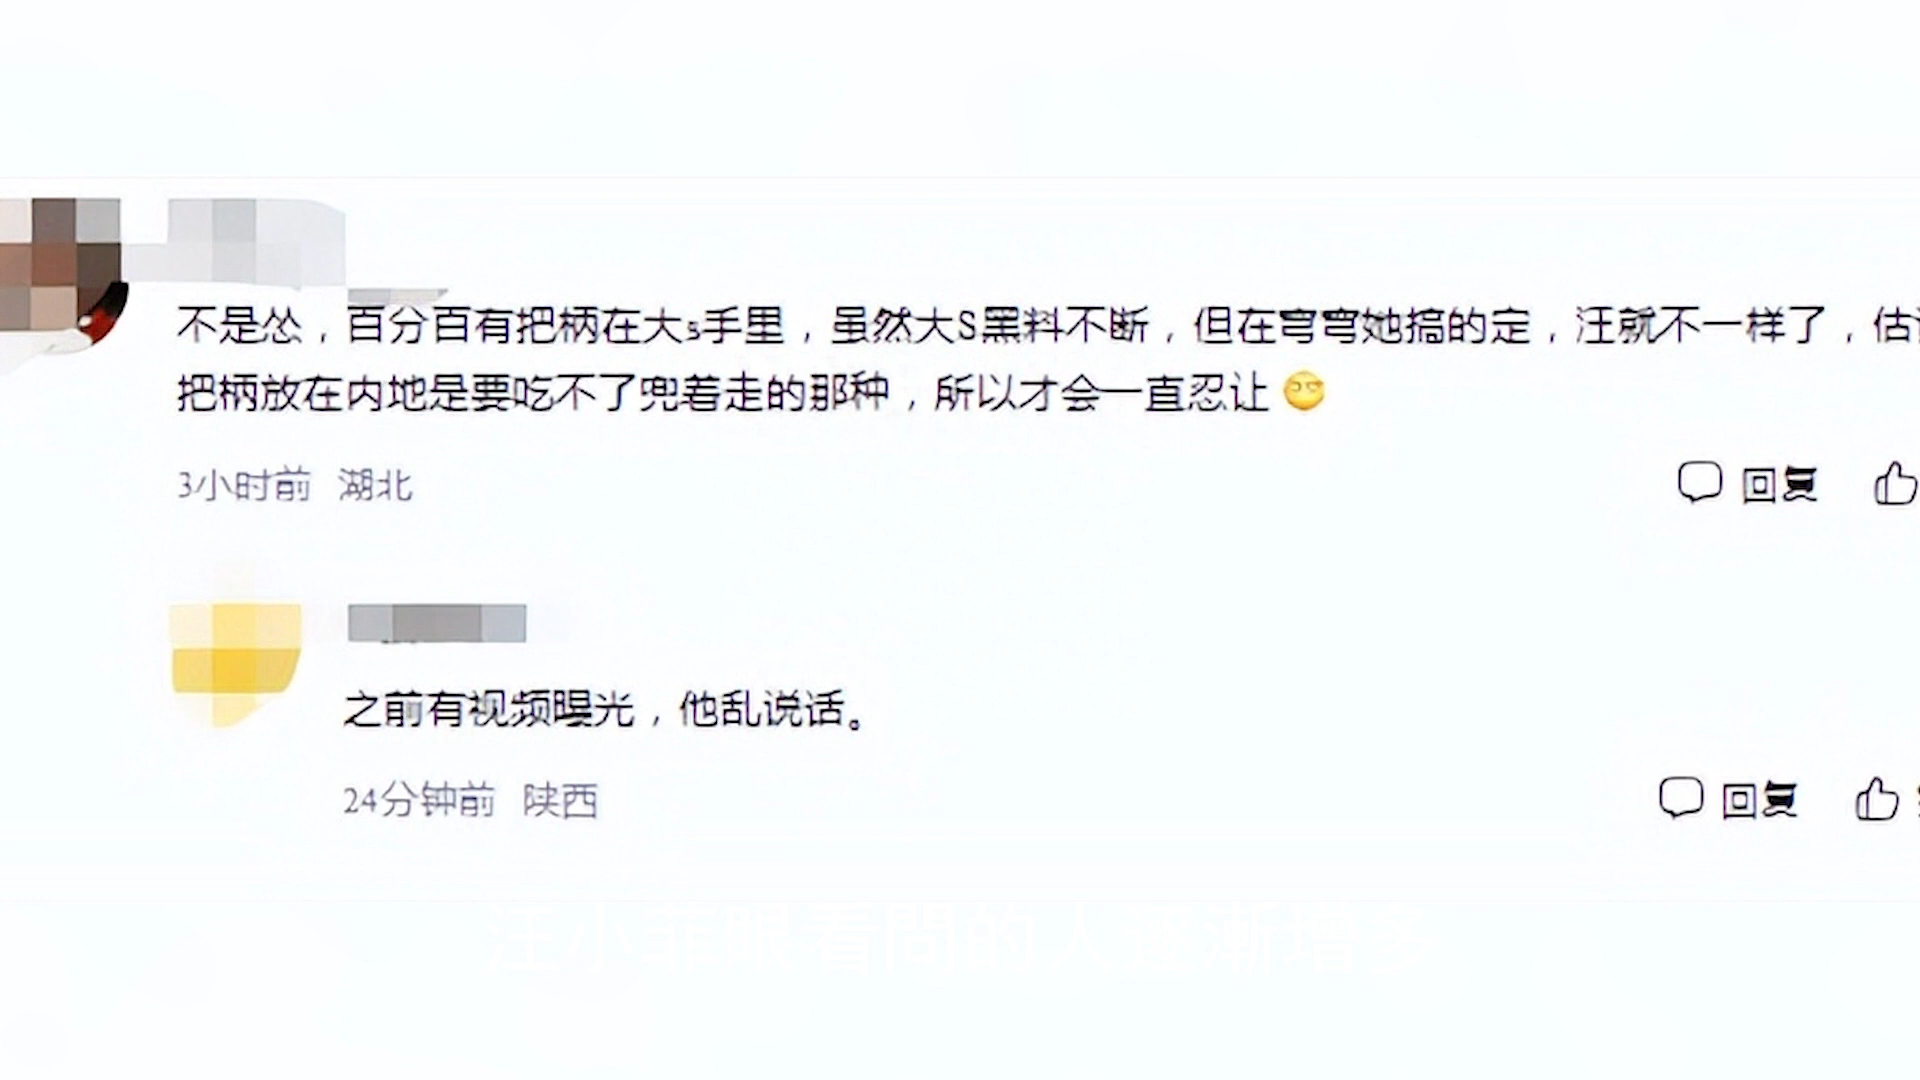 不是怂，百分百有把柄在大s手里，虽然大S黑料不断，但在穹穹她搞的定，汪就不一样了，估
把柄放在内地是要吃不了兜着走的那种，所以才会一直忍让
3小时前 湖北
回复
之前有视频曝光，他乱说话。
24分钟前 陕西
回复